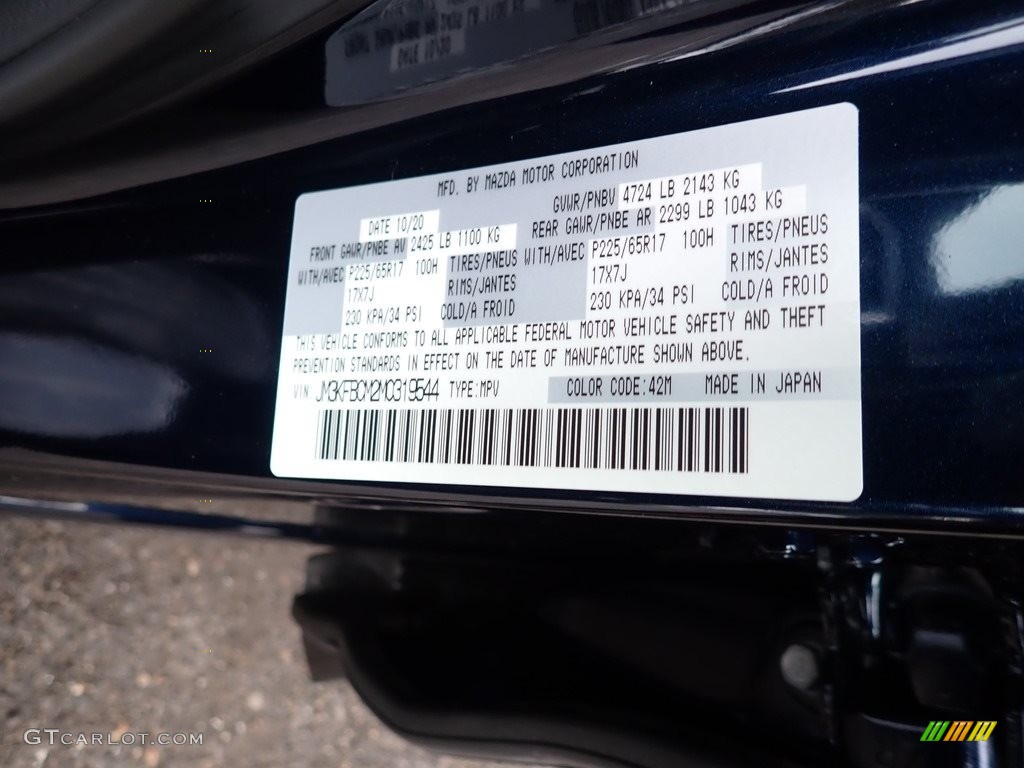 MFD. BY MAZDA MOTOR CORPORATION
DATE 10/20 GVWR/PNBV 4724 LB 2143 KG
FRONT GAWR/PNBE AV 2425 LB 1100 KG REAR GAWR/PNBE AR 2299 LB 1043 KG
WITH/AVEC P225/65R17 100H TIRES/PNEUS WITH/AVEC P225/65R17 100H TIRES/PNEUS
17X7J RIMS/JANTES 17X7J RIMS/JANTES
230 KPA/34 PSI COLD/A FROID 230 KPA/34 PSI COLD/A FROID
THIS VEHICLE CONFORMS TO ALL APPLICABLE FEDERAL MOTOR VEHICLE SAFETY AND THEFT
PREVENTION STANDARDS IN EFFECT ON THE DATE OF MANUFACTURE SHOWN ABOVE.
VIN JM3KFBCM2M0319544 TYPE:MPV COLOR CODE:42M MADE IN JAPAN
GTCARLOT.COM